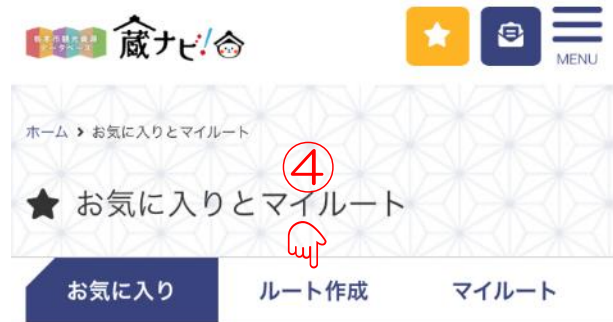 栃木市観光資源
データベース
蔵ナビ!
MENU
ホーム > お気に入りとマイルート
④
★ お気に入りとマイルート
お気に入り ルート作成 マイルート